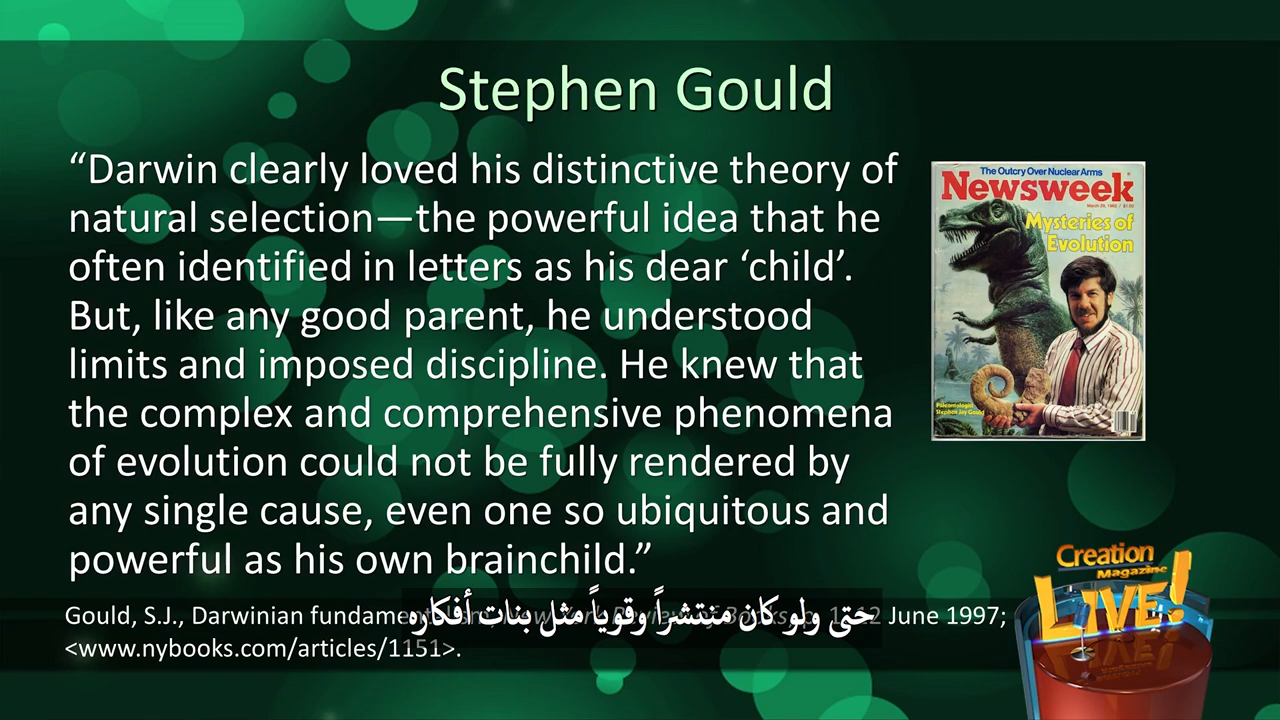 Stephen Gould
“Darwin clearly loved his distinctive theory of
natural selection—the powerful idea that he
often identified in letters as his dear ‘child’.
But, like any good parent, he understood
limits and imposed discipline. He knew that
the complex and comprehensive phenomena
of evolution could not be fully rendered by
any single cause, even one so ubiquitous and
powerful as his own brainchild.”
The Outcry Over Nuclear Arms
Newsweek
Mysteries of
Evolution
Paleontologist
Stephen Jay Gould
Gould, S.J., Darwinian June 1997;
<www.nybooks.com/articles/1151>.
حتى ولو كان منتشراً وقوياً مثل بنات أفكاره
Creation
Magazine
LIVE!